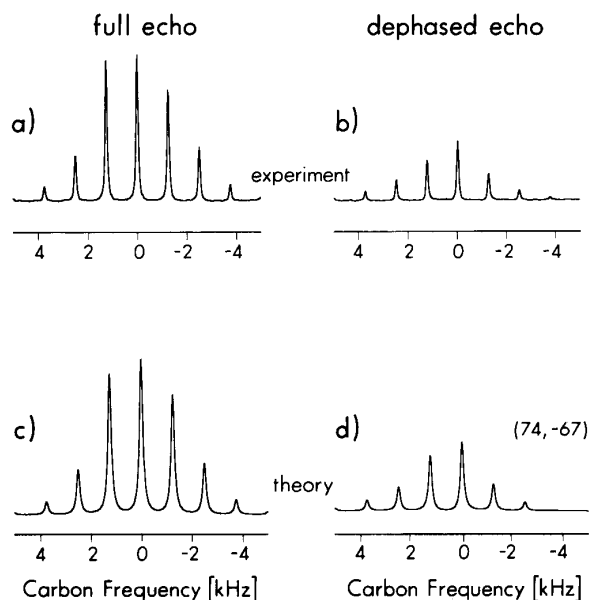 full echo dephased echo
a) b)
experiment
4 2 0 -2 -4 4 2 0 -2 -4
c) d) (74,-67)
theory
4 2 0 -2 -4 4 2 0 -2 -4
Carbon Frequency [kHz] Carbon Frequency [kHz]